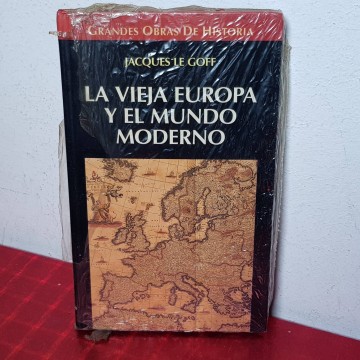 GRANDES OBRAS DE HISTORIA
JACQUES LE GOFF
LA VIEJA EUROPA
Y EL MUNDO
MODERNO